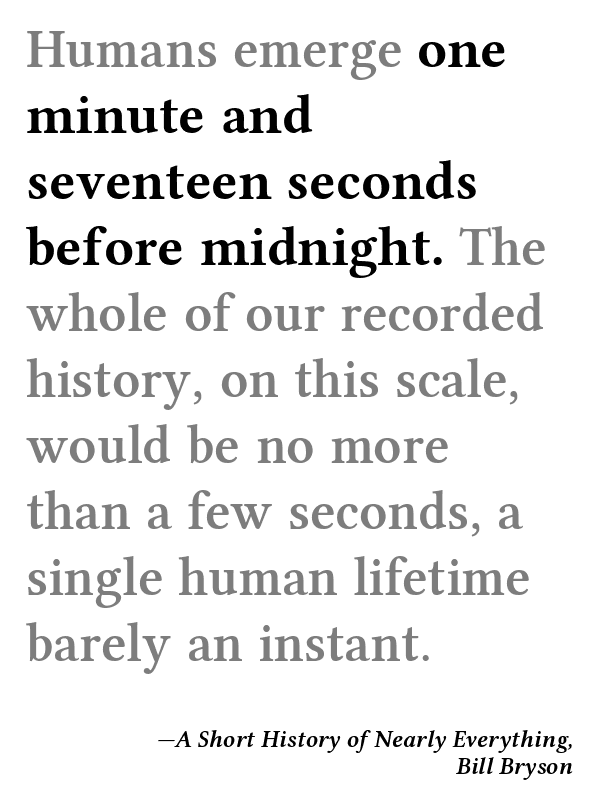 Humans emerge one
minute and
seventeen seconds
before midnight. The
whole of our recorded
history, on this scale,
would be no more
than a few seconds, a
single human lifetime
barely an instant.
—A Short History of Nearly Everything,
Bill Bryson